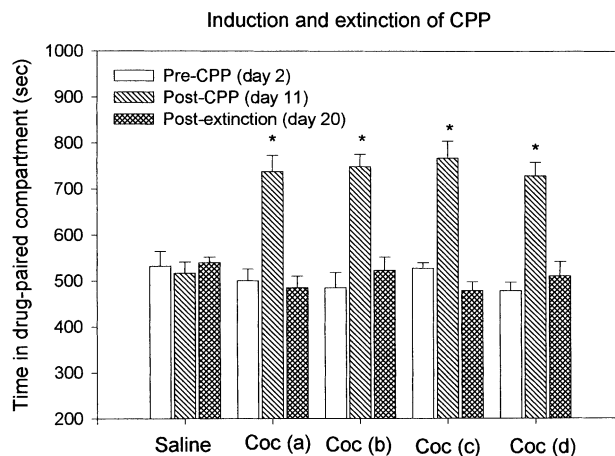 Induction and extinction of CPP
Time in drug-paired compartment (sec)
1000
900
800
700
600
500
400
300
200
Pre-CPP (day 2)
Post-CPP (day 11)
Post-extinction (day 20)
*
*
*
*
Saline Coc (a) Coc (b) Coc (c) Coc (d)